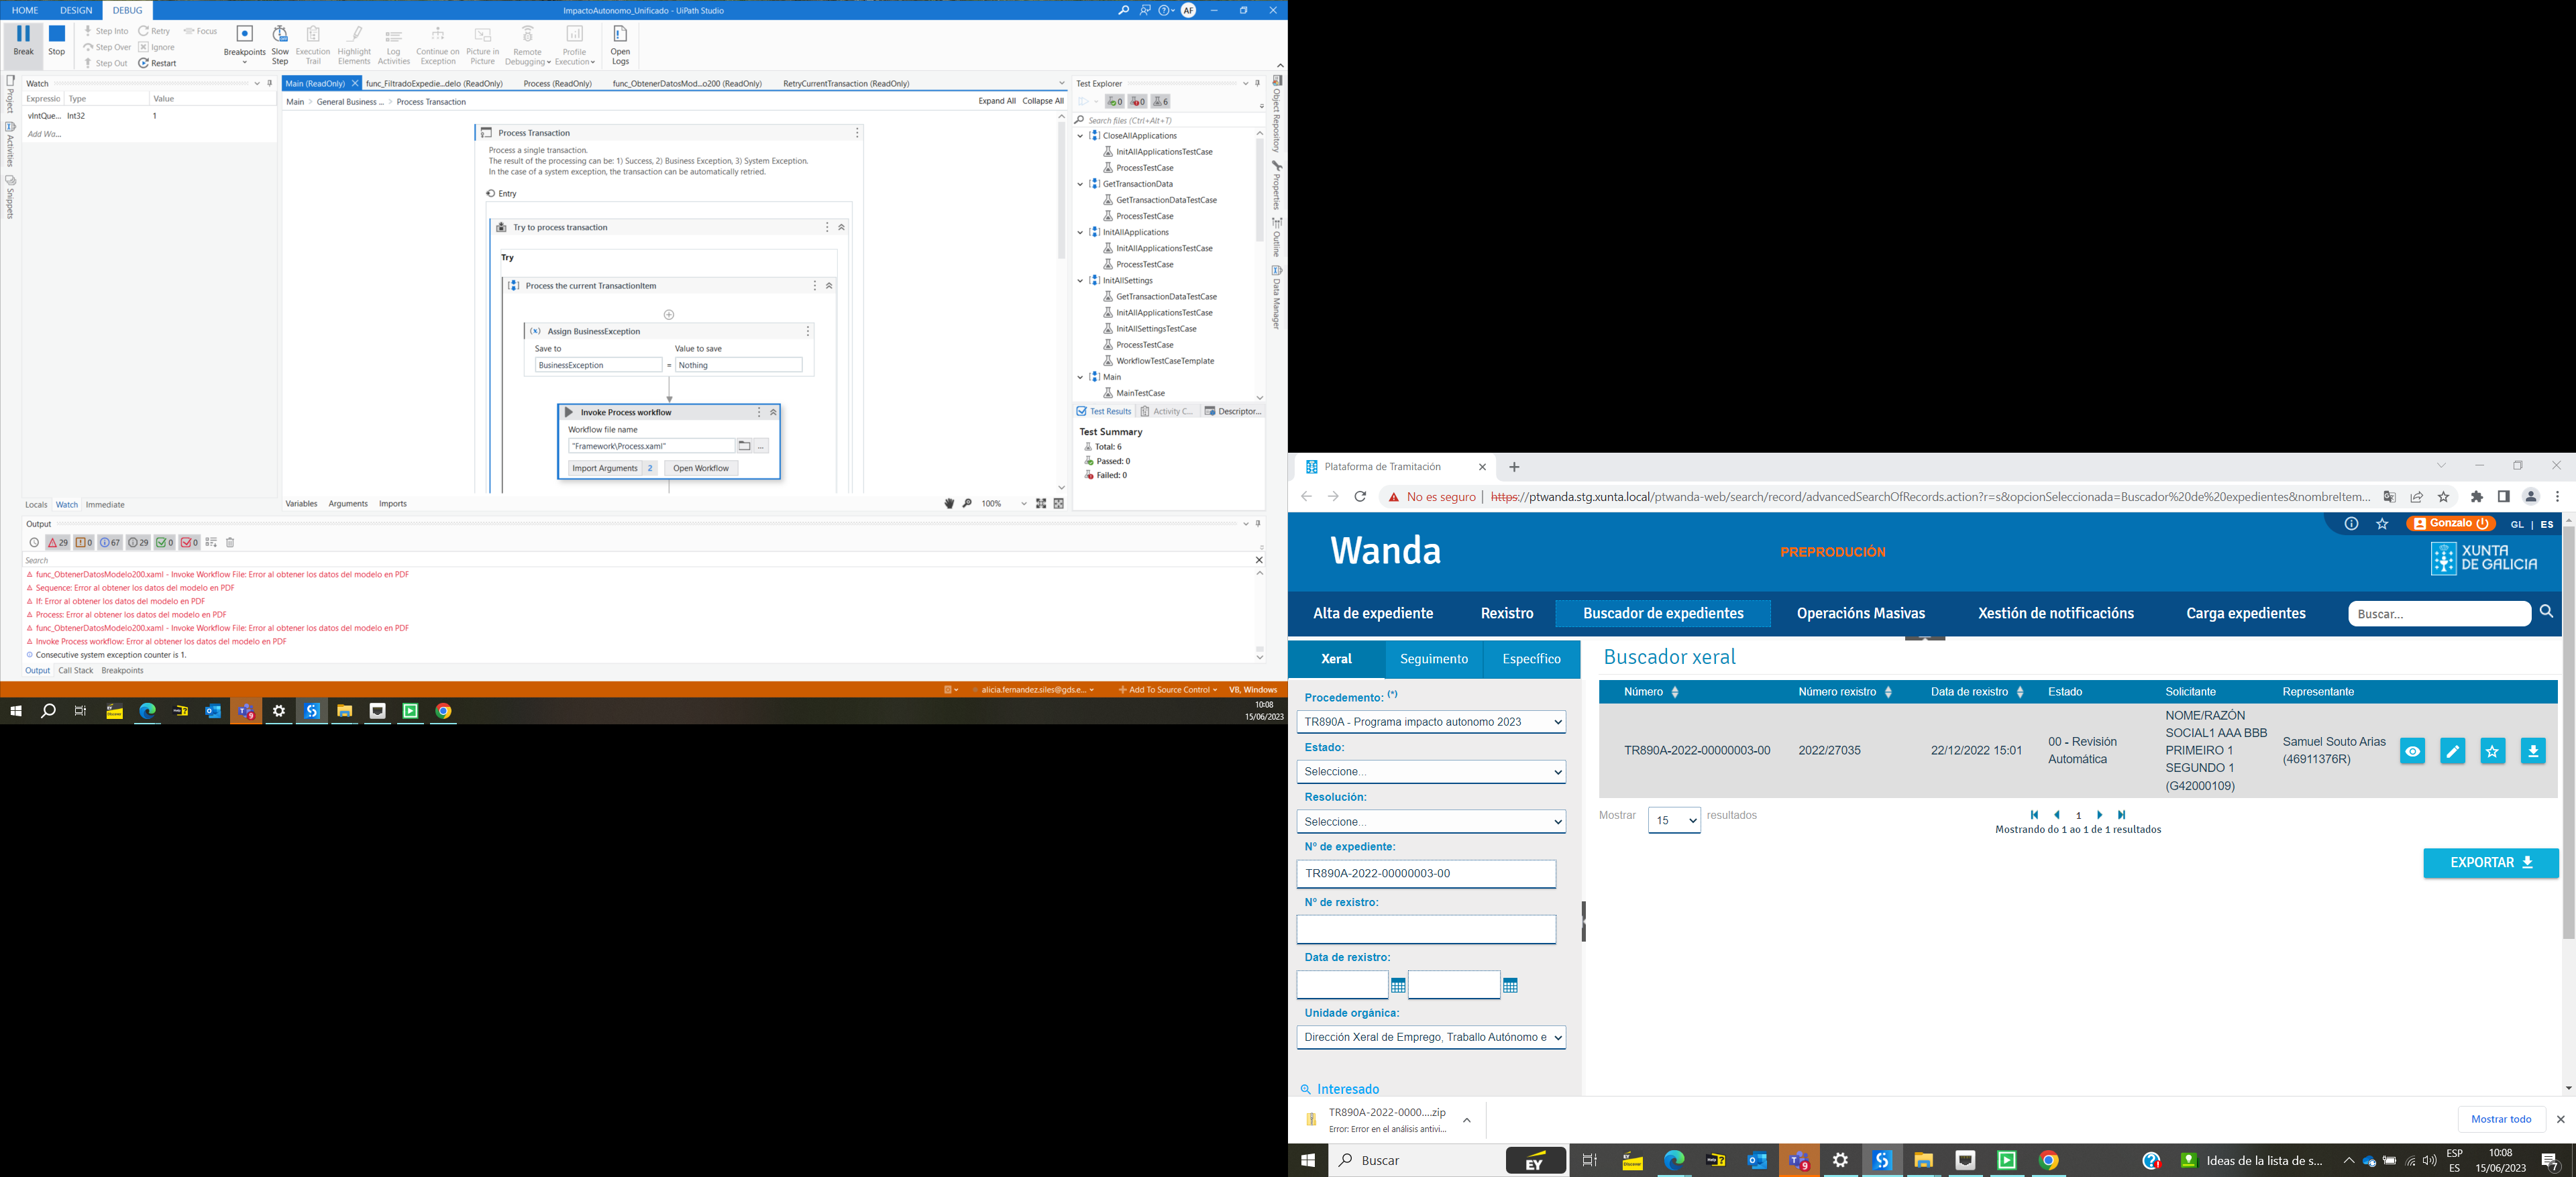 HOME DESIGN DEBUG
ImpactoAutonomo_Unificado - UiPath Studio
AF
Break
Stop
Step Into
Step Over
Step Out
Retry
Ignore
Restart
Focus
Breakpoints
Slow Step
Execution Trail
Highlight Elements
Log Activities
Continue on Exception
Picture in Picture
Remote Debugging
Profile Execution
Open Logs
Project
Activities
Snippets
Watch
Expressio Type Value
vIntQue... Int32 1
Add Wa...
Locals Watch Immediate
Main (ReadOnly)
func_FiltradoExpedie...delo (ReadOnly)
Process (ReadOnly)
func_ObtenerDatosMod...o200 (ReadOnly)
RetryCurrentTransaction (ReadOnly)
Main > General Business ... > Process Transaction
Expand All Collapse All
Process Transaction
Process a single transaction.
The result of the processing can be: 1) Success, 2) Business Exception, 3) System Exception.
In the case of a system exception, the transaction can be automatically retried.
Entry
Try to process transaction
Try
Process the current TransactionItem
Assign BusinessException
Save to Value to save
BusinessException = Nothing
Invoke Process workflow
Workflow file name
"Framework\Process.xaml"
...
Import Arguments 2 Open Workflow
Variables Arguments Imports
100%
Test Explorer
0 0 6
Search files (Ctrl+Alt+T)
CloseAllApplications
InitAllApplicationsTestCase
ProcessTestCase
GetTransactionData
GetTransactionDataTestCase
ProcessTestCase
InitAllApplications
InitAllApplicationsTestCase
ProcessTestCase
InitAllSettings
GetTransactionDataTestCase
InitAllApplicationsTestCase
InitAllSettingsTestCase
ProcessTestCase
WorkflowTestCaseTemplate
Main
MainTestCase
Test Results Activity C... Descriptor...
Test Summary
Total: 6
Passed: 0
Failed: 0
Object Repository
Properties
Outline
Data Manager
Output
29 0 67 29 0 0
Search
func_ObtenerDatosModelo200.xaml - Invoke Workflow File: Error al obtener los datos del modelo en PDF
Sequence: Error al obtener los datos del modelo en PDF
If: Error al obtener los datos del modelo en PDF
Process: Error al obtener los datos del modelo en PDF
func_ObtenerDatosModelo200.xaml - Invoke Workflow File: Error al obtener los datos del modelo en PDF
Invoke Process workflow: Error al obtener los datos del modelo en PDF
Consecutive system exception counter is 1.
Output Call Stack Breakpoints
alicia.fernandez.siles@gds.e...
Add To Source Control
VB, Windows
10:08
15/06/2023
Plataforma de Tramitación
No es seguro | https://ptwanda.stg.xunta.local/ptwanda-web/search/record/advancedSearchOfRecords.action?r=s&opcionSeleccionada=Buscador%20de%20expedientes&nombreItem...
Gonzalo
GL | ES
Wanda
PREPRODUCIÓN
XUNTA
DE GALICIA
Alta de expediente
Rexistro
Buscador de expedientes
Operacións Masivas
Xestión de notificacións
Carga expedientes
Buscar...
Xeral Seguimento Específico
Procedemento: (*)
TR890A - Programa impacto autonomo 2023
Estado:
Seleccione...
Resolución:
Seleccione...
Nº de expediente:
TR890A-2022-00000003-00
Nº de rexistro:
Data de rexistro:
Unidade orgánica:
Dirección Xeral de Emprego, Traballo Autónomo e
Interesado
Buscador xeral
Número Número rexistro Data de rexistro Estado Solicitante Representante
TR890A-2022-00000003-00
2022/27035
22/12/2022 15:01
00 - Revisión
Automática
NOME/RAZÓN
SOCIAL1 AAA BBB
PRIMEIRO 1
SEGUNDO 1
(G42000109)
Samuel Souto Arias
(46911376R)
Mostrar 15 resultados
1
Mostrando do 1 ao 1 de 1 resultados
EXPORTAR
TR890A-2022-0000....zip
Error: Error en el análisis antivi...
Mostrar todo
Buscar
EY
Ideas de la lista de s...
ESP
ES
10:08
15/06/2023
7